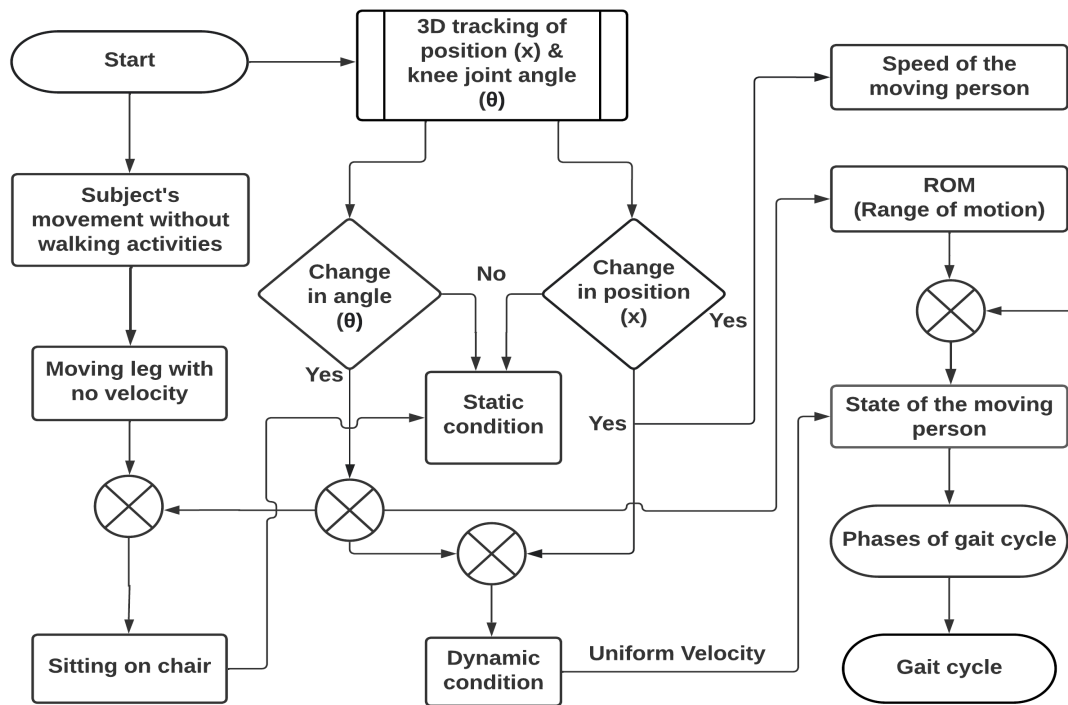 Start
3D tracking of
position (x) &
knee joint angle
(θ)
Speed of the
moving person
Subject's
movement without
walking activities
ROM
(Range of motion)
Change
in angle
(θ)
No
Change
in position
(x)
Yes
Moving leg with
no velocity
Yes
Static
condition
Yes
State of the moving
person
Phases of gait cycle
Sitting on chair
Dynamic
condition
Uniform Velocity
Gait cycle